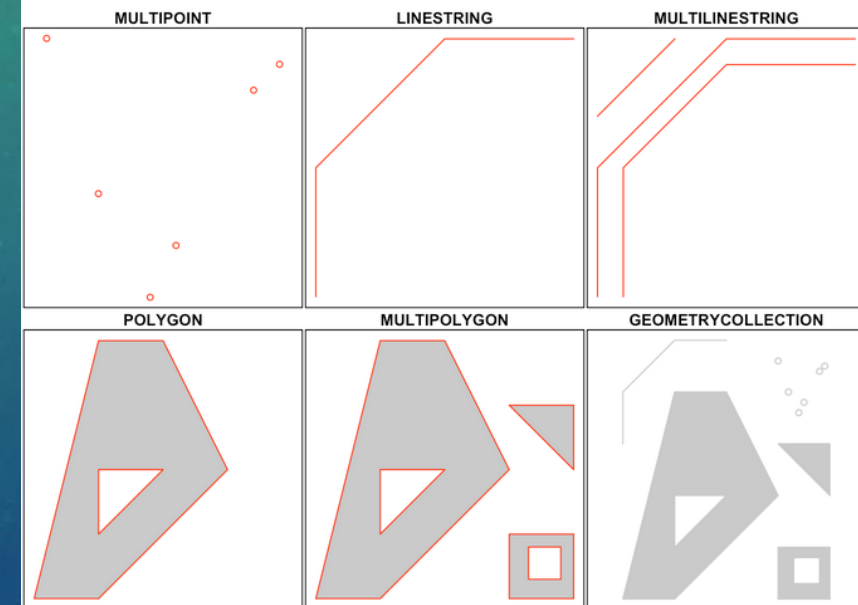 MULTIPOINT
LINESTRING
MULTILINESTRING
POLYGON
MULTIPOLYGON
GEOMETRYCOLLECTION